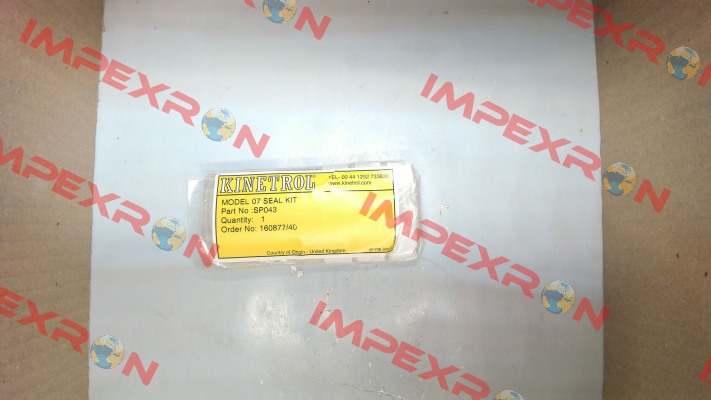 KINETROL
TEL- 00 44 1252 733838
www.kinetrol.com
MODEL 07 SEAL KIT
Part No :SP043
Quantity: 1
Order No: 160877/40
Country of Origin - United Kingdom
IMPEXRON
IMPEXRON
IMPEXRON
IMPEXRON
IMPEXRON
IMPEXRON
IMPEXRON
IMPEXRON